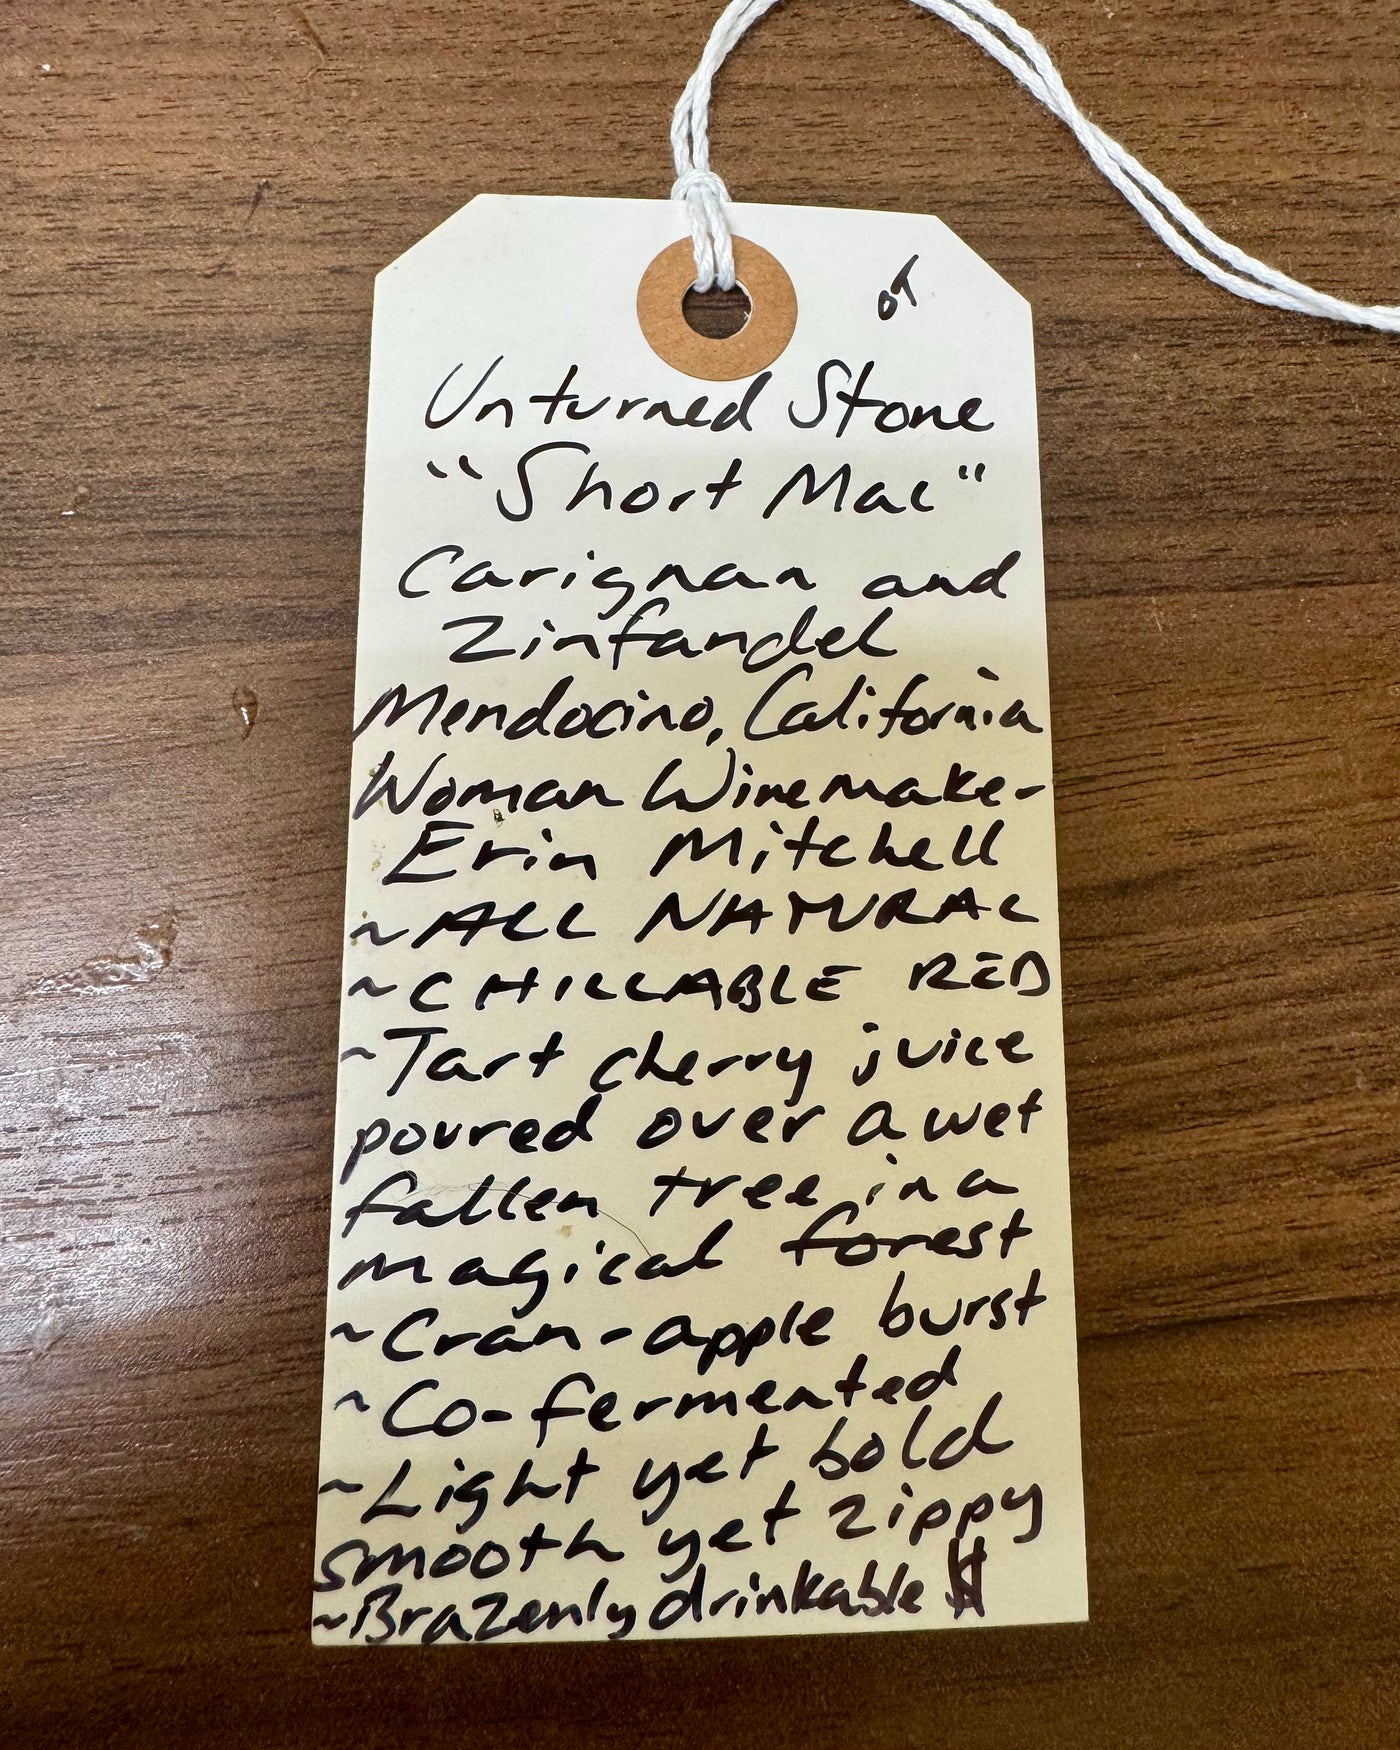 OT
Unturned Stone
"Short Mac"
Carignan and
Zinfandel
Mendocino, California
Woman Winemaker
Erin Mitchell
~ALL NATURAL
~CHILLABLE RED
~Tart cherry juice
poured over a wet
fallen tree in a
magical forest
~Cran-apple burst
~Co-fermented
~Light yet bold
smooth yet zippy
~Brazenly drinkable